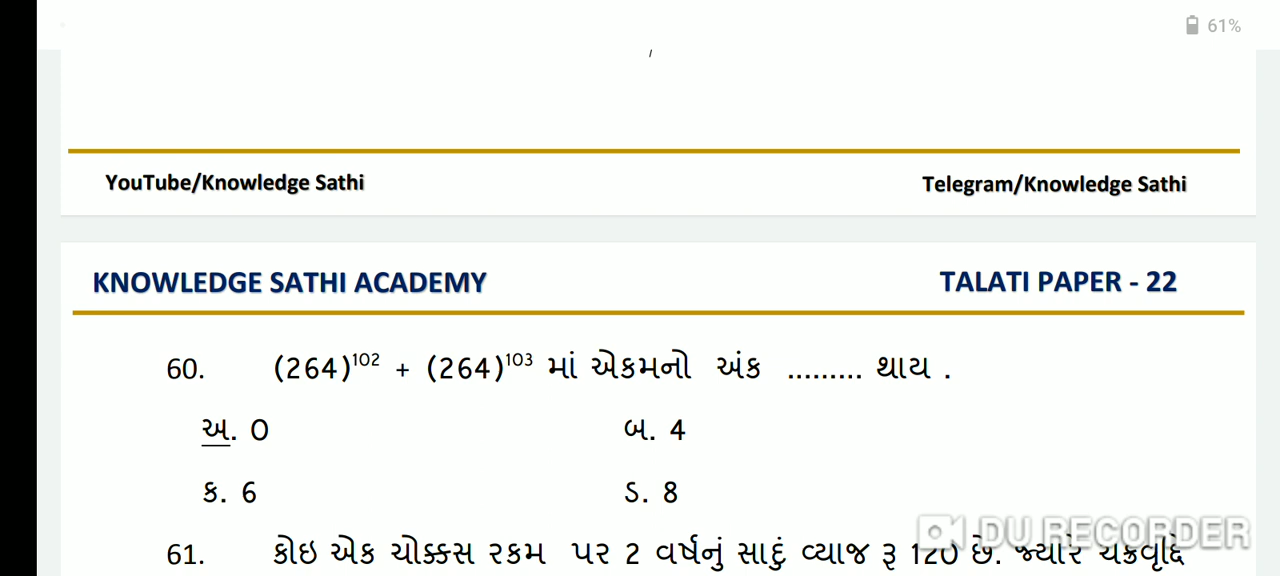 61%
YouTube/Knowledge Sathi Telegram/Knowledge Sathi
KNOWLEDGE SATHI ACADEMY TALATI PAPER - 22
60. (264)¹⁰² + (264)¹⁰³ માં એકમનો અંક ......... થાય .
અ. 0 બ. 4
ક. 6 ડ. 8
DU RECORDER
61. કોઇ એક ચોક્કસ રકમ પર 2 વર્ષનું સાદું વ્યાજ રૂ 120 છે. જ્યારે ચક્રવૃદ્ધિ